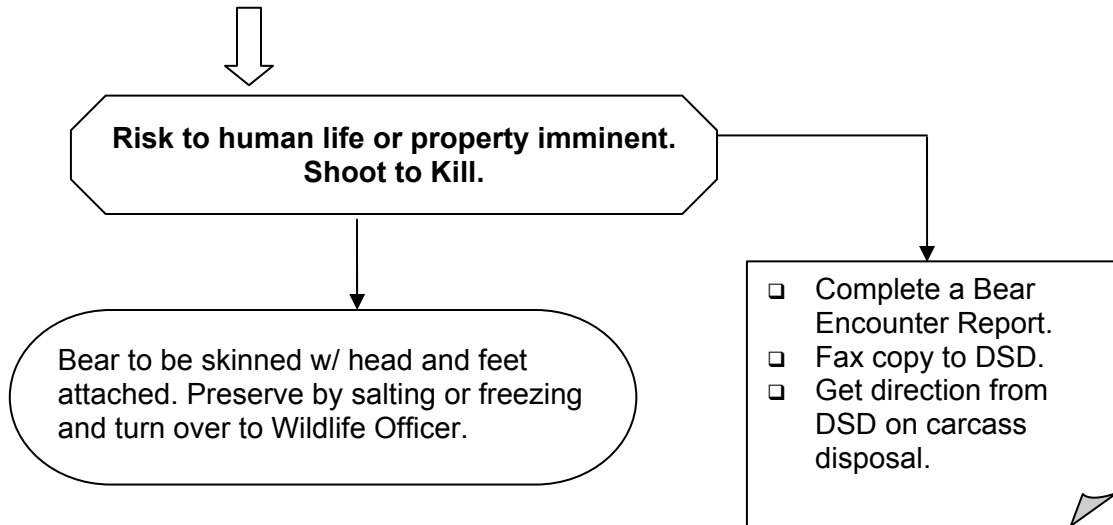 Risk to human life or property imminent.
Shoot to Kill.
Bear to be skinned w/ head and feet
attached. Preserve by salting or freezing
and turn over to Wildlife Officer.
❑ Complete a Bear
Encounter Report.
❑ Fax copy to DSD.
❑ Get direction from
DSD on carcass
disposal.